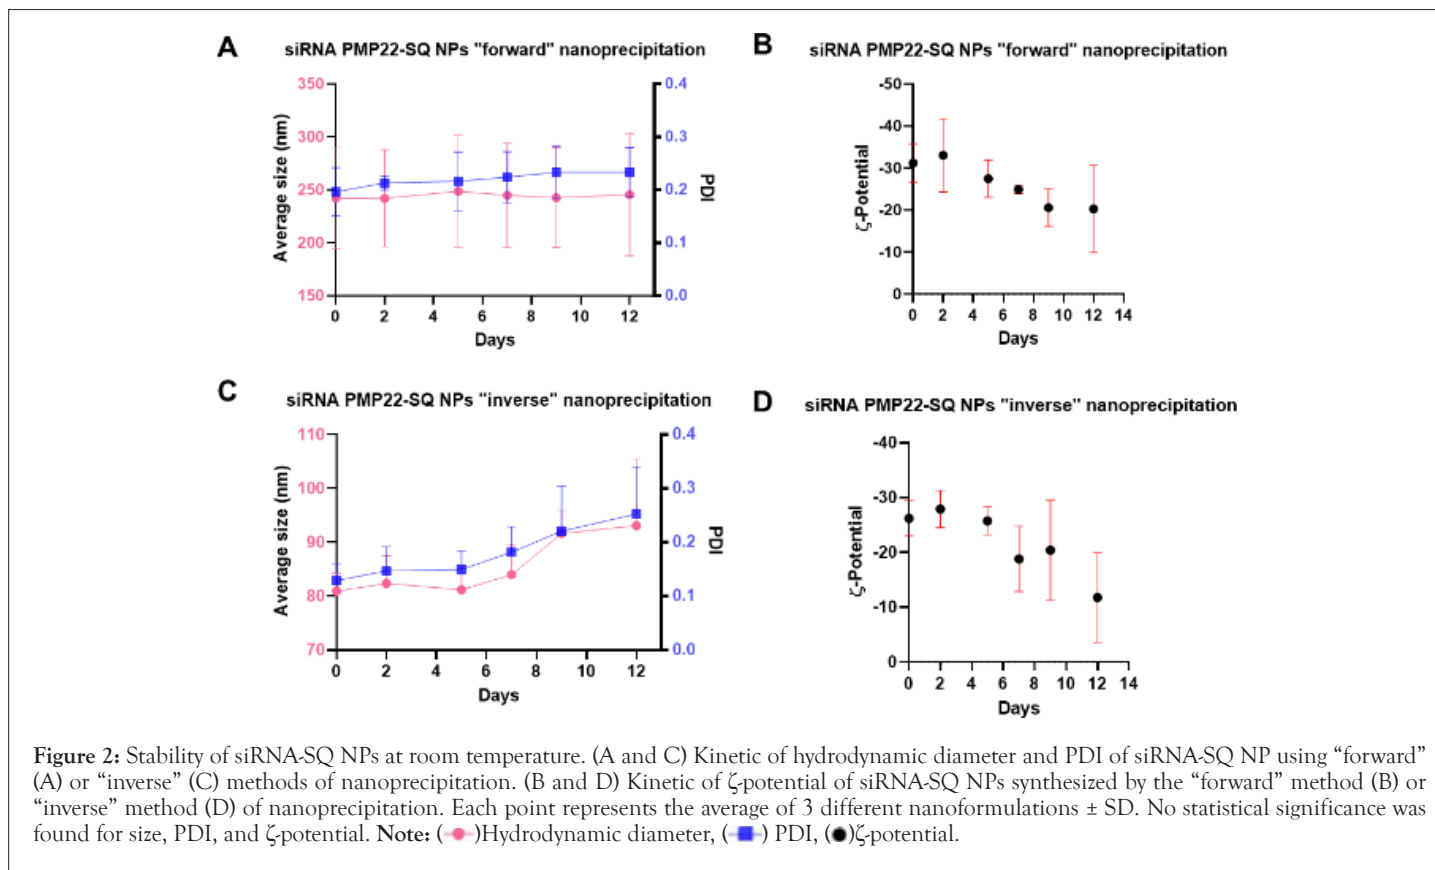 A
siRNA PMP22-SQ NPs "forward" nanoprecipitation
350
300
250
200
150
Average size (nm)
0.4
0.3
0.2
0.1
0.0
PDI
0 2 4 6 8 10 12
Days
B
siRNA PMP22-SQ NPs "forward" nanoprecipitation
-50
-40
-30
-20
-10
0
ζ-Potential
0 2 4 6 8 10 12 14
Days
C
siRNA PMP22-SQ NPs "inverse" nanoprecipitation
110
100
90
80
70
Average size (nm)
0.4
0.3
0.2
0.1
0.0
PDI
0 2 4 6 8 10 12
Days
D
siRNA PMP22-SQ NPs "inverse" nanoprecipitation
-40
-30
-20
-10
0
ζ-Potential
0 2 4 6 8 10 12 14
Days
Figure 2: Stability of siRNA-SQ NPs at room temperature. (A and C) Kinetic of hydrodynamic diameter and PDI of siRNA-SQ NP using “forward”
(A) or “inverse” (C) methods of nanoprecipitation. (B and D) Kinetic of ζ-potential of siRNA-SQ NPs synthesized by the “forward” method (B) or
“inverse” method (D) of nanoprecipitation. Each point represents the average of 3 different nanoformulations ± SD. No statistical significance was
found for size, PDI, and ζ-potential. Note: ( )Hydrodynamic diameter, ( ) PDI, ( )ζ-potential.